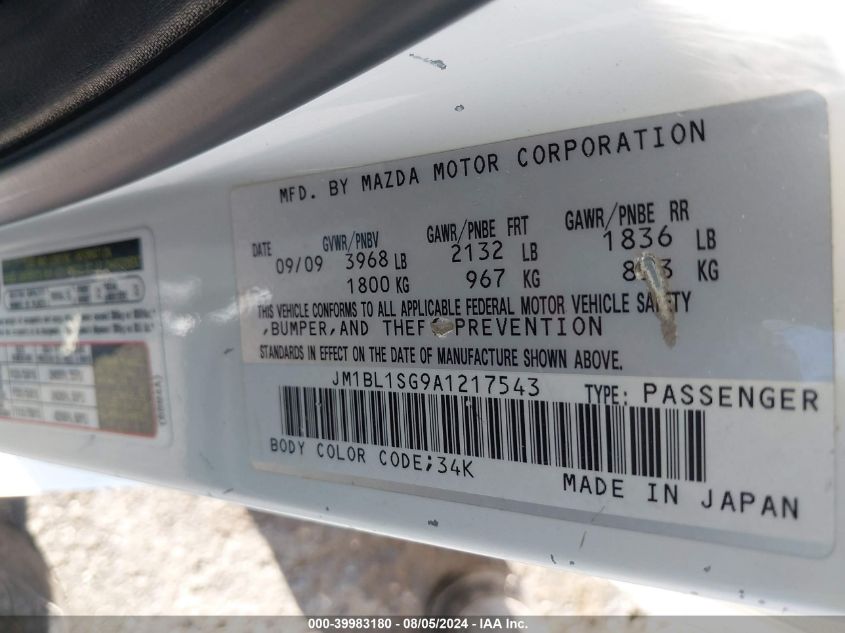 MFD. BY MAZDA MOTOR CORPORATION
DATE 09/09
GVWR/PNBV
3968 LB
1800 KG
GAWR/PNBE FRT
2132 LB
967 KG
GAWR/PNBE RR
1836 LB
KG
THIS VEHICLE CONFORMS TO ALL APPLICABLE FEDERAL MOTOR VEHICLE SAFETY
,BUMPER,AND THEF PREVENTION
STANDARDS IN EFFECT ON THE DATE OF MANUFACTURE SHOWN ABOVE.
JM1BL1SG9A1217543 TYPE: PASSENGER
BODY COLOR CODE;34K
MADE IN JAPAN
000-39983180 - 08/05/2024 - IAA Inc.